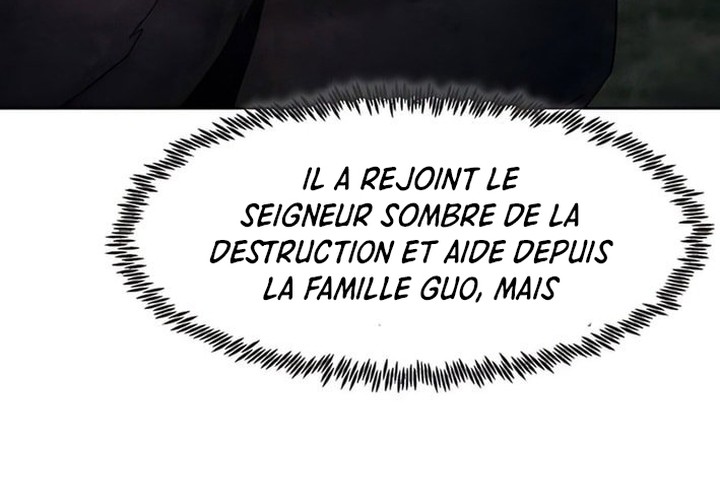 IL A REJOINT LE
SEIGNEUR SOMBRE DE LA
DESTRUCTION ET AIDE DEPUIS
LA FAMILLE GUO, MAIS